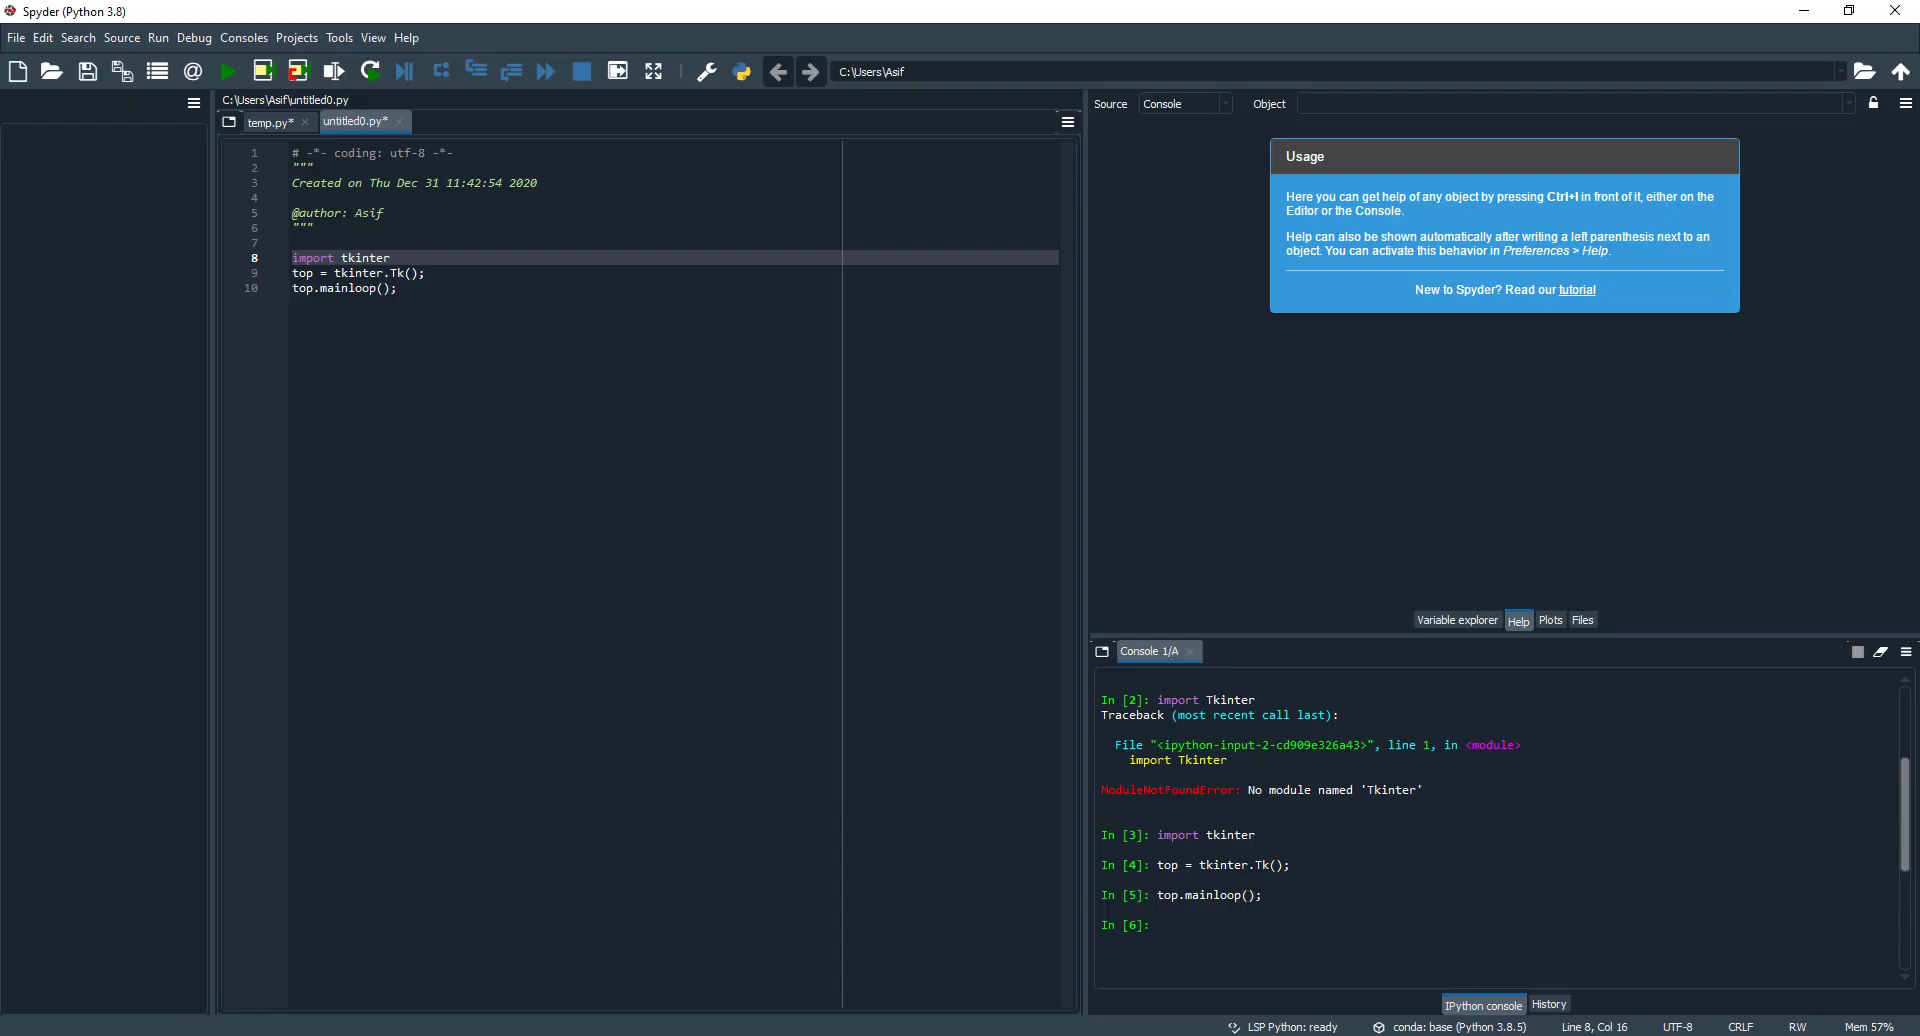 Spyder (Python 3.8)
File Edit Search Source Run Debug Consoles Projects Tools View Help
C:\Users\Asif
C:\Users\Asif\untitled0.py
temp.py*
untitled0.py*
1 # -*- coding: utf-8 -*-
2 """
3 Created on Thu Dec 31 11:42:54 2020
4
5 @author: Asif
6 """
7
8 import tkinter
9 top = tkinter.Tk();
10 top.mainloop();
Source Console Object
Usage
Here you can get help of any object by pressing Ctrl+I in front of it, either on the
Editor or the Console.
Help can also be shown automatically after writing a left parenthesis next to an
object. You can activate this behavior in Preferences > Help.
New to Spyder? Read our tutorial
Variable explorer Help Plots Files
Console 1/A
In [2]: import Tkinter
Traceback (most recent call last):
File "<ipython-input-2-cd909e326a43>", line 1, in <module>
import Tkinter
ModuleNotFoundError: No module named 'Tkinter'
In [3]: import tkinter
In [4]: top = tkinter.Tk();
In [5]: top.mainloop();
In [6]:
IPython console History
LSP Python: ready conda: base (Python 3.8.5) Line 8, Col 16 UTF-8 CRLF RW Mem 57%